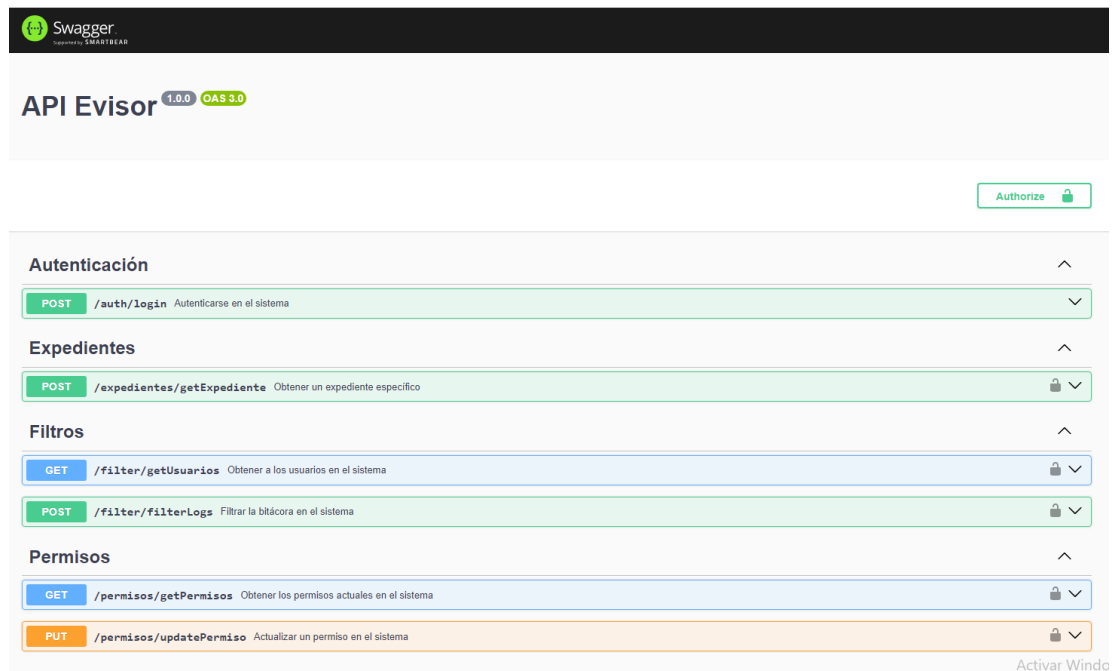 Swagger
Supported by SMARTBEAR
API Evisor 1.0.0 OAS 3.0
Authorize
Autenticación
POST /auth/login Autenticarse en el sistema
Expedientes
POST /expedientes/getExpediente Obtener un expediente específico
Filtros
GET /filter/getUsuarios Obtener a los usuarios en el sistema
POST /filter/filterLogs Filtrar la bitácora en el sistema
Permisos
GET /permisos/getPermisos Obtener los permisos actuales en el sistema
PUT /permisos/updatePermiso Actualizar un permiso en el sistema
Activar Windo